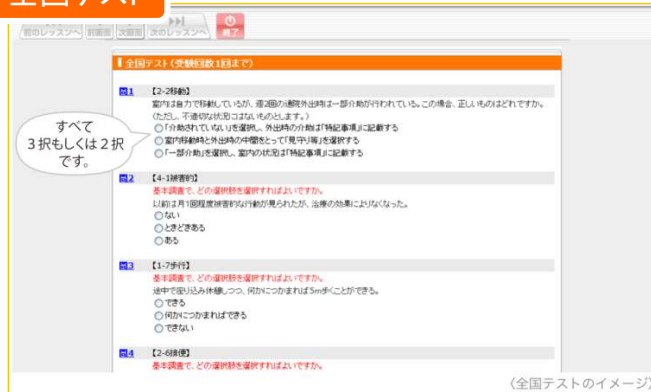 全国テスト
前のレッスンへ 前画面 次画面 次のレッスンへ 終了
全国テスト(受験回数1回まで)
問1 【2-2移動】
室内は自力で移動しているが、週2回の通院外出時は一部介助が行われている。この場合、正しいものはどれですか。
(ただし、不適切な状況にはないものとします。)
「介助されていない」を選択し、外出時の介助は「特記事項」に記載する
室内移動時と外出時の中間をとって「見守り等」を選択する
「一部介助」を選択し、室内の状況は「特記事項」に記載する
すべて
3択もしくは2択
です。
問2 【4-1被害的】
基本調査で、どの選択肢を選択すればよいですか。
以前は月1回程度被害的な行動が見られたが、治療の効果によりなくなった。
ない
ときどきある
ある
問3 【1-7歩行】
基本調査で、どの選択肢を選択すればよいですか。
途中で座り込み休憩しつつ、何かにつかまれば5m歩くことができる。
できる
何かにつかまればできる
できない
問4 【2-6排便】
基本調査で、どの選択肢を選択すればよいですか。
(全国テストのイメージ)